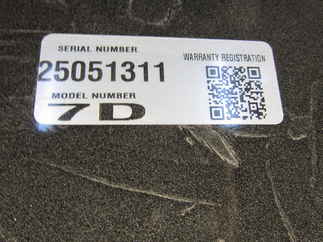 SERIAL NUMBER
25051311
MODEL NUMBER
7D
WARRANTY REGISTRATION